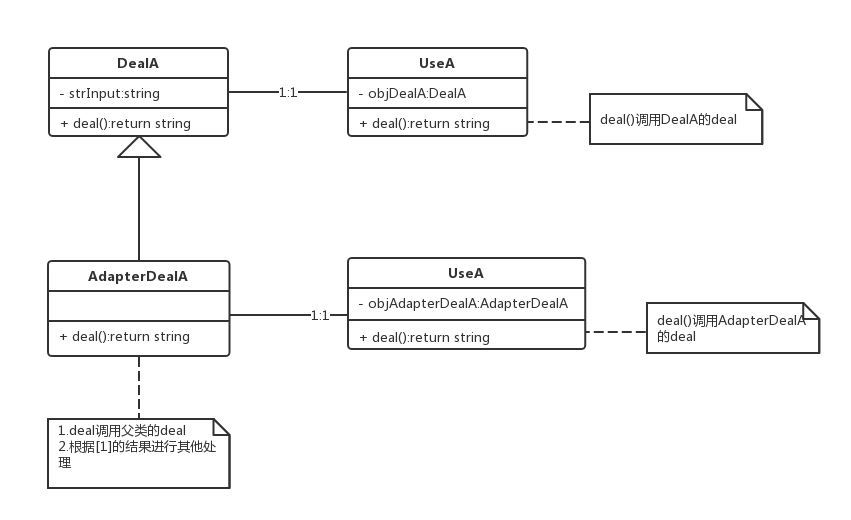 DealA
- strInput:string
+ deal():return string
1:1
UseA
- objDealA:DealA
+ deal():return string
deal()调用DealA的deal
AdapterDealA
+ deal():return string
1:1
UseA
- objAdapterDealA:AdapterDealA
+ deal():return string
deal()调用AdapterDealA
的deal
1.deal调用父类的deal
2.根据[1]的结果进行其他处
理